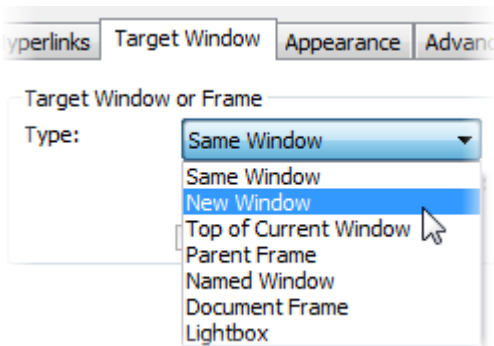 yperlinks Target Window Appearance Advanc
Target Window or Frame
Type: Same Window
Same Window
New Window
Top of Current Window
Parent Frame
Named Window
Document Frame
Lightbox